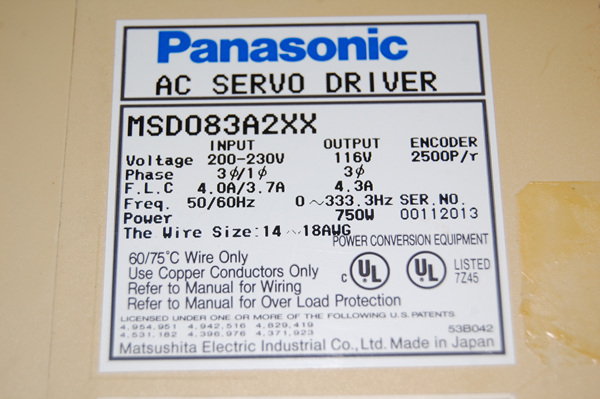 Panasonic
AC SERVO DRIVER
MSD083A2XX
INPUT OUTPUT ENCODER
Voltage 200-230V 116V 2500P/r
Phase 3ϕ/1ϕ 3ϕ
F.L.C 4.0A/3.7A 4.3A
Freq. 50/60Hz 0～333.3Hz SER.NO.
Power 750W 00112013
The Wire Size:14～18AWG
POWER CONVERSION EQUIPMENT
60/75°C Wire Only
Use Copper Conductors Only
Refer to Manual for Wiring
Refer to Manual for Over Load Protection
c UL UL LISTED
7Z45
LICENSED UNDER ONE OR MORE OF THE FOLLOWING U.S. PATENTS
4,954,951 4,942,516 4,829,419
4,531,182 4,396,976 4,371,923 53B042
Matsushita Electric Industrial Co., Ltd. Made in Japan